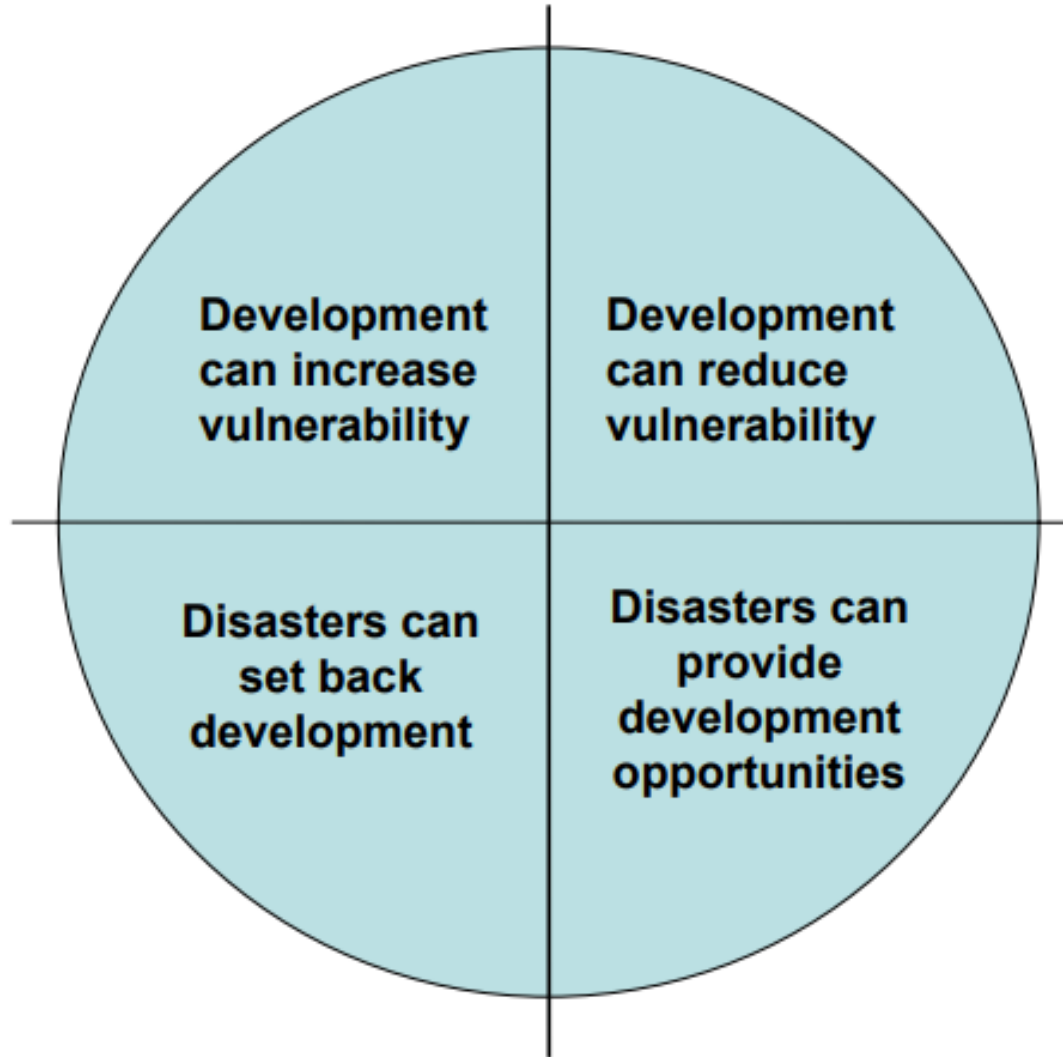 Development
can increase
vulnerability
Development
can reduce
vulnerability
Disasters can
set back
development
Disasters can
provide
development
opportunities